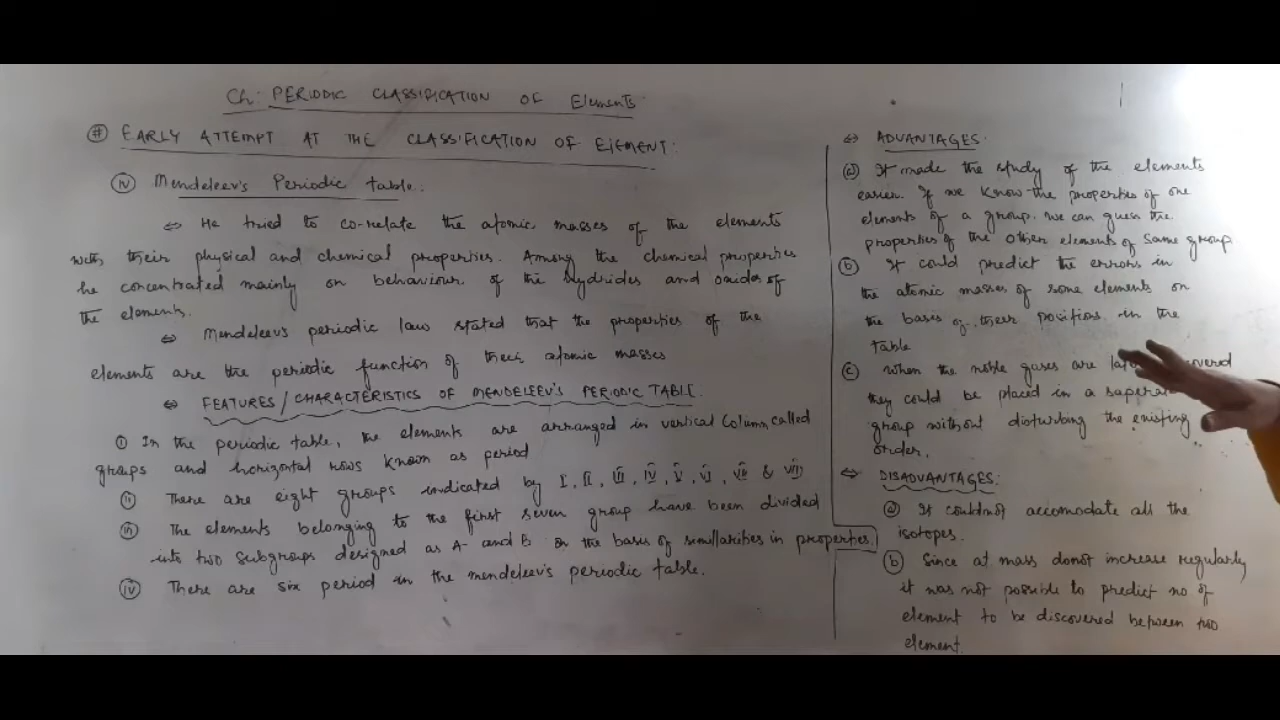 Ch: PERIODIC CLASSIFICATION OF Elements
# EARLY ATTEMPT AT THE CLASSIFICATION OF ElEMENT:
iv Mendeleev's Periodic table:
⇔ He tried to co-relate the atomic masses of the elements
with their physical and chemical properties. Among the chemical properties
he concentrated mainly on behaviour of the hydrides and oxides of
the elements.
⇔ Mendeleevs periodic law stated that the properties of the
elements are the periodic function of their atomic masses
⇔ FEATURES/CHARACTERISTICS OF MENDELEEV'S PERIODIC TABLE.
i In the periodic table, the elements are arranged in vertical column called
groups and horizontal rows known as period
ii There are eight groups indicated by I, II, III, IV, V, VI, VII & VIII
iii The elements belonging to the first seven group have been divided
into two subgroups designed as A- and B on the basis of similarities in properties.
iv There are six period in the mendeleev's periodic table.
⇔ ADVANTAGES:
a It made the study of the elements
easier. If we know the properties of one
elements of a group. we can guess the
properties of the other elements of same group
b It could predict the errors in
the atomic masses of some elements on
the basis of their positions in the
table
c When the noble gases are
they could be placed in a
group without disturbing the existing
order.
⇔ DISADVANTAGES:
a It couldnot accomodate all the
isotopes.
b Since at mass donot increase regularly
it was not possible to predict no of
element to be discovered between two
element.